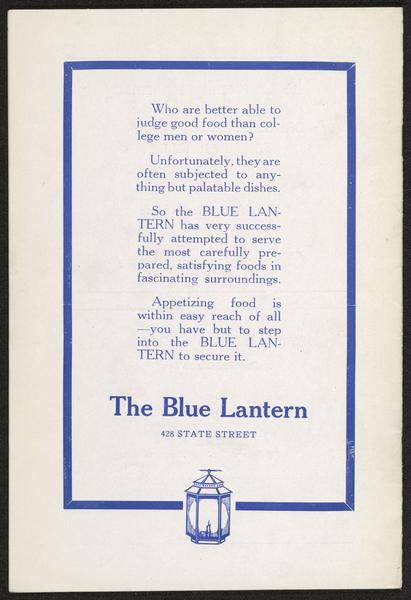 Who are better able to
judge good food than col-
lege men or women?
Unfortunately, they are
often subjected to any-
thing but palatable dishes.
So the BLUE LAN-
TERN has very success-
fully attempted to serve
the most carefully pre-
pared, satisfying foods in
fascinating surroundings.
Appetizing food is
within easy reach of all
—you have but to step
into the BLUE LAN-
TERN to secure it.
The Blue Lantern
428 STATE STREET